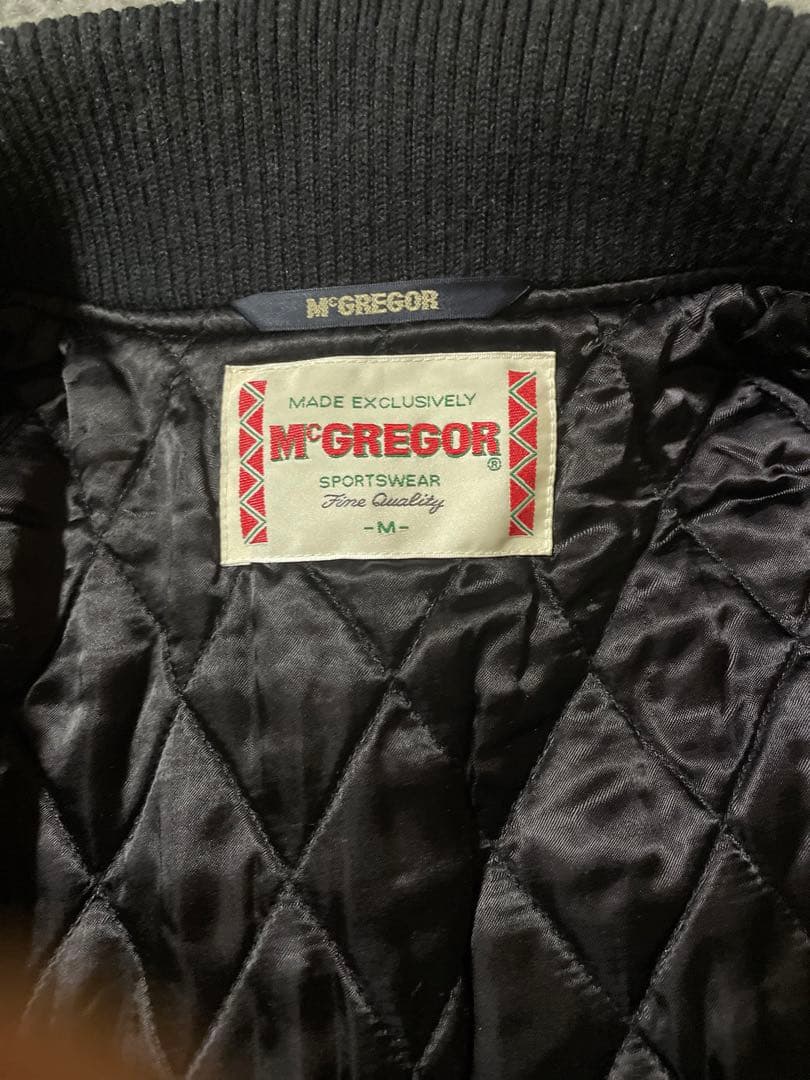 McGREGOR
MADE EXCLUSIVELY
McGREGOR®
SPORTSWEAR
Fine Quality
-M-